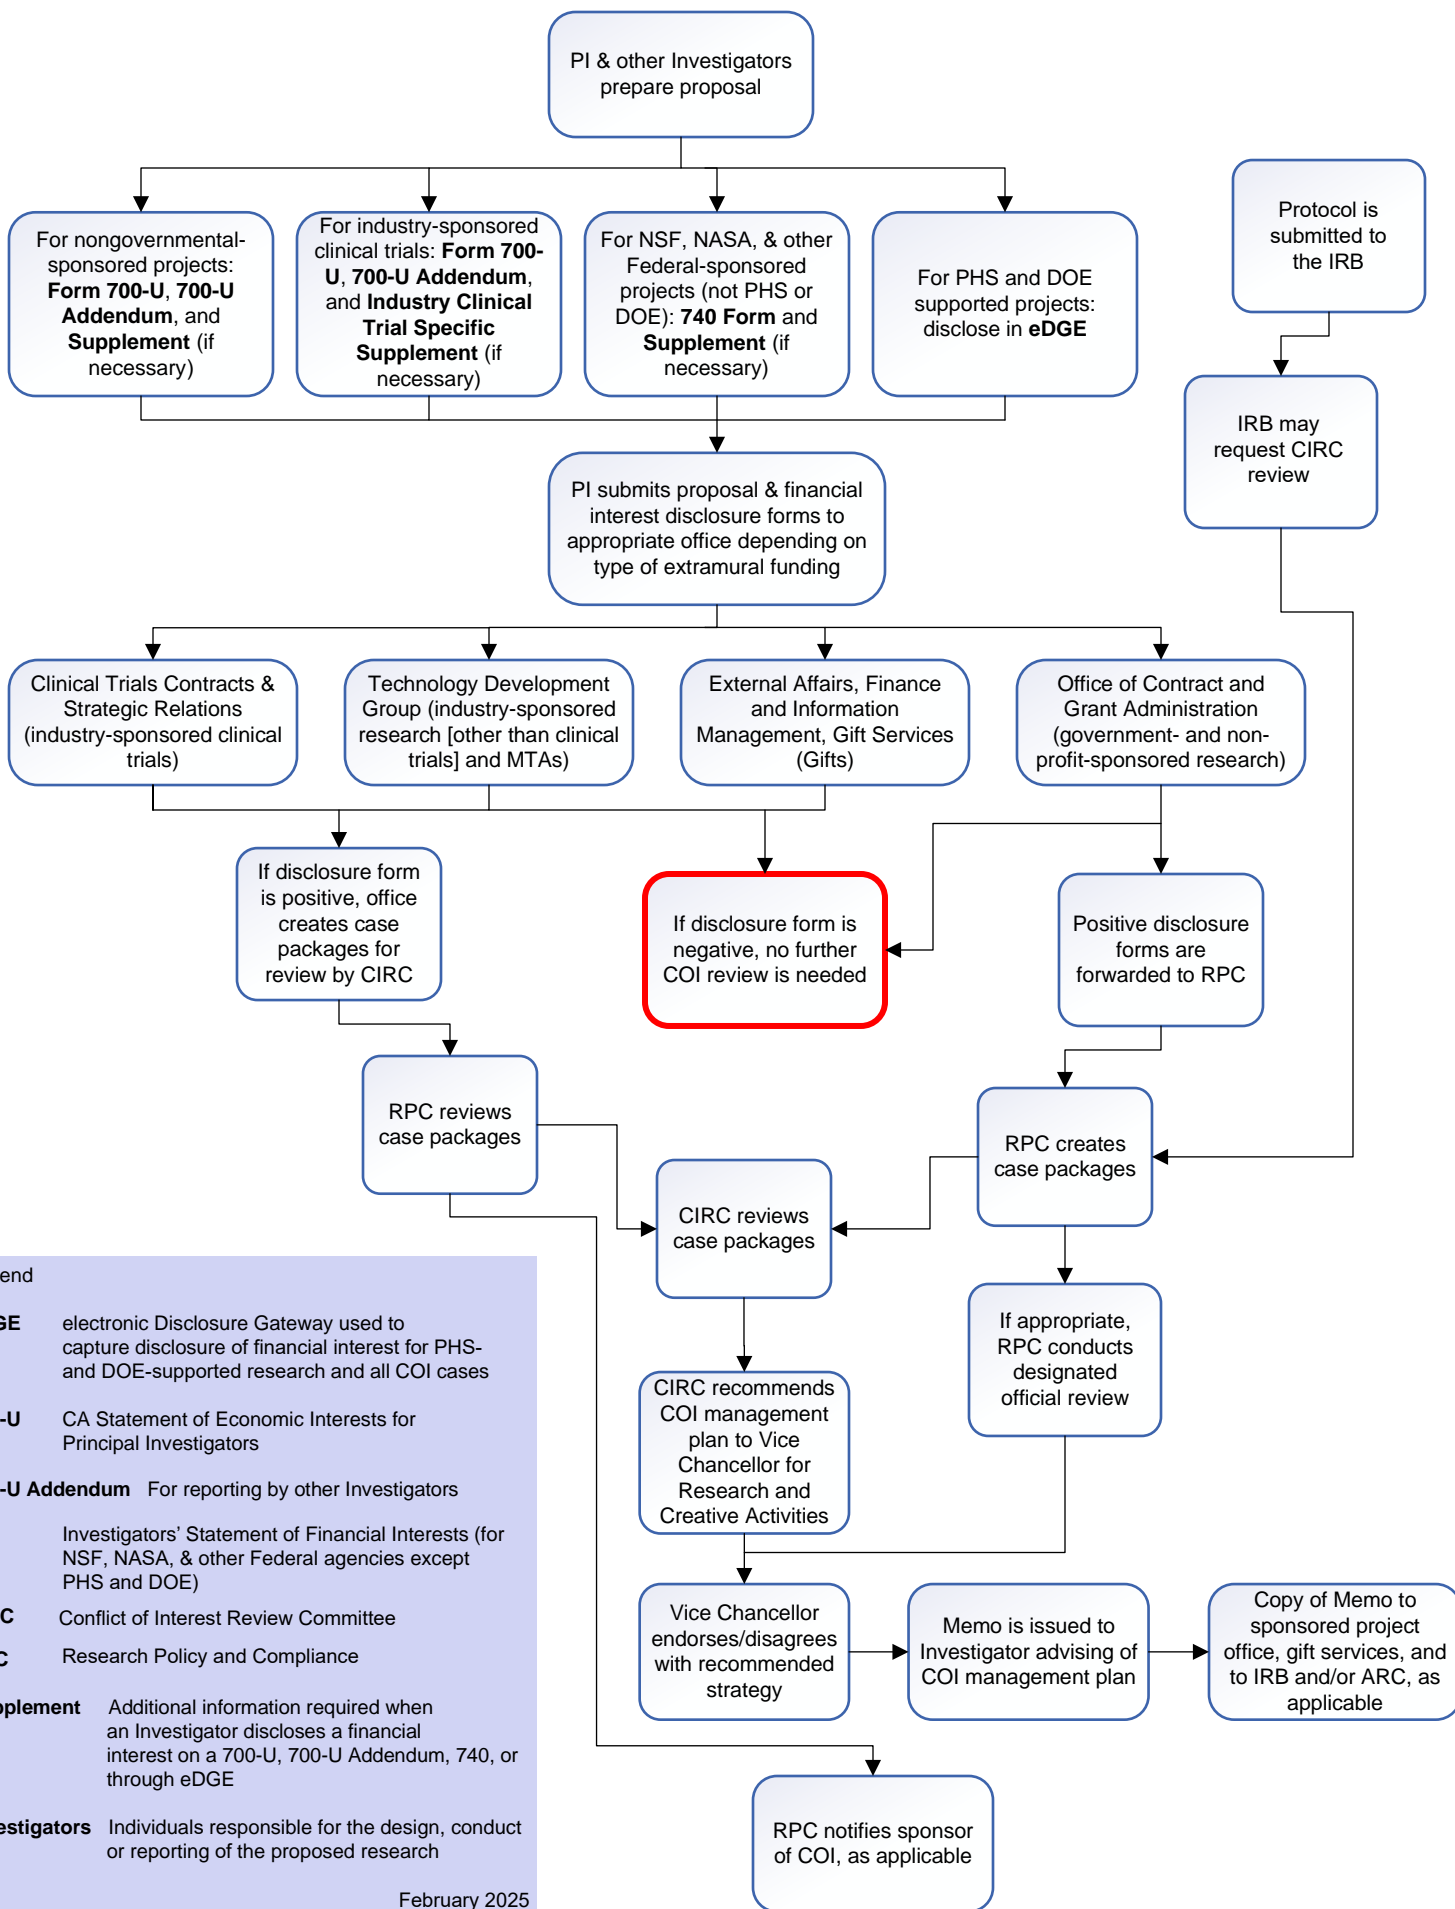 PI & other Investigators
prepare proposal
For nongovernmental-
sponsored projects:
Form 700-U, 700-U
Addendum, and
Supplement (if
necessary)
For industry-sponsored
clinical trials: Form 700-
U, 700-U Addendum,
and Industry Clinical
Trial Specific
Supplement (if
necessary)
For NSF, NASA, & other
Federal-sponsored
projects (not PHS or
DOE): 740 Form and
Supplement (if
necessary)
For PHS and DOE
supported projects:
disclose in eDGE
Protocol is
submitted to
the IRB
IRB may
request CIRC
review
PI submits proposal & financial
interest disclosure forms to
appropriate office depending on
type of extramural funding
Clinical Trials Contracts &
Strategic Relations
(industry-sponsored clinical
trials)
Technology Development
Group (industry-sponsored
research [other than clinical
trials] and MTAs)
External Affairs, Finance
and Information
Management, Gift Services
(Gifts)
Office of Contract and
Grant Administration
(government- and non-
profit-sponsored research)
If disclosure form
is positive, office
creates case
packages for
review by CIRC
If disclosure form is
negative, no further
COI review is needed
Positive disclosure
forms are
forwarded to RPC
RPC reviews
case packages
RPC creates
case packages
CIRC reviews
case packages
If appropriate,
RPC conducts
designated
official review
CIRC recommends
COI management
plan to Vice
Chancellor for
Research and
Creative Activities
Vice Chancellor
endorses/disagrees
with recommended
strategy
Memo is issued to
Investigator advising of
COI management plan
Copy of Memo to
sponsored project
office, gift services, and
to IRB and/or ARC, as
applicable
RPC notifies sponsor
of COI, as applicable
end
GE electronic Disclosure Gateway used to
capture disclosure of financial interest for PHS-
and DOE-supported research and all COI cases
-U CA Statement of Economic Interests for
Principal Investigators
-U Addendum For reporting by other Investigators
Investigators’ Statement of Financial Interests (for
NSF, NASA, & other Federal agencies except
PHS and DOE)
C Conflict of Interest Review Committee
C Research Policy and Compliance
pplement Additional information required when
an Investigator discloses a financial
interest on a 700-U, 700-U Addendum, 740, or
through eDGE
estigators Individuals responsible for the design, conduct
or reporting of the proposed research
February 2025